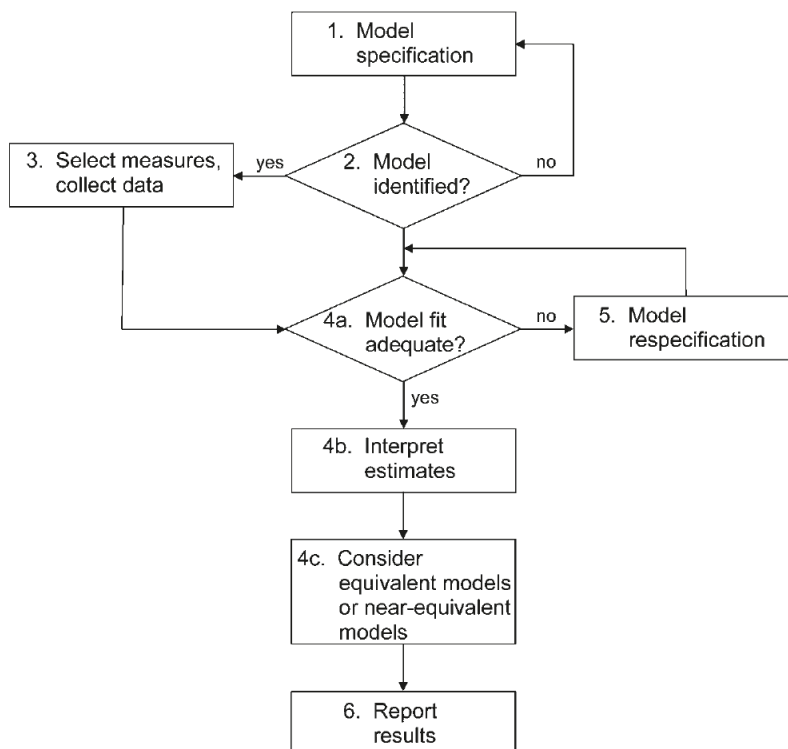 1. Model
specification
yes
no
3. Select measures,
collect data
2. Model
identified?
4a. Model fit
adequate?
no
5. Model
respecification
yes
4b. Interpret
estimates
4c. Consider
equivalent models
or near-equivalent
models
6. Report
results